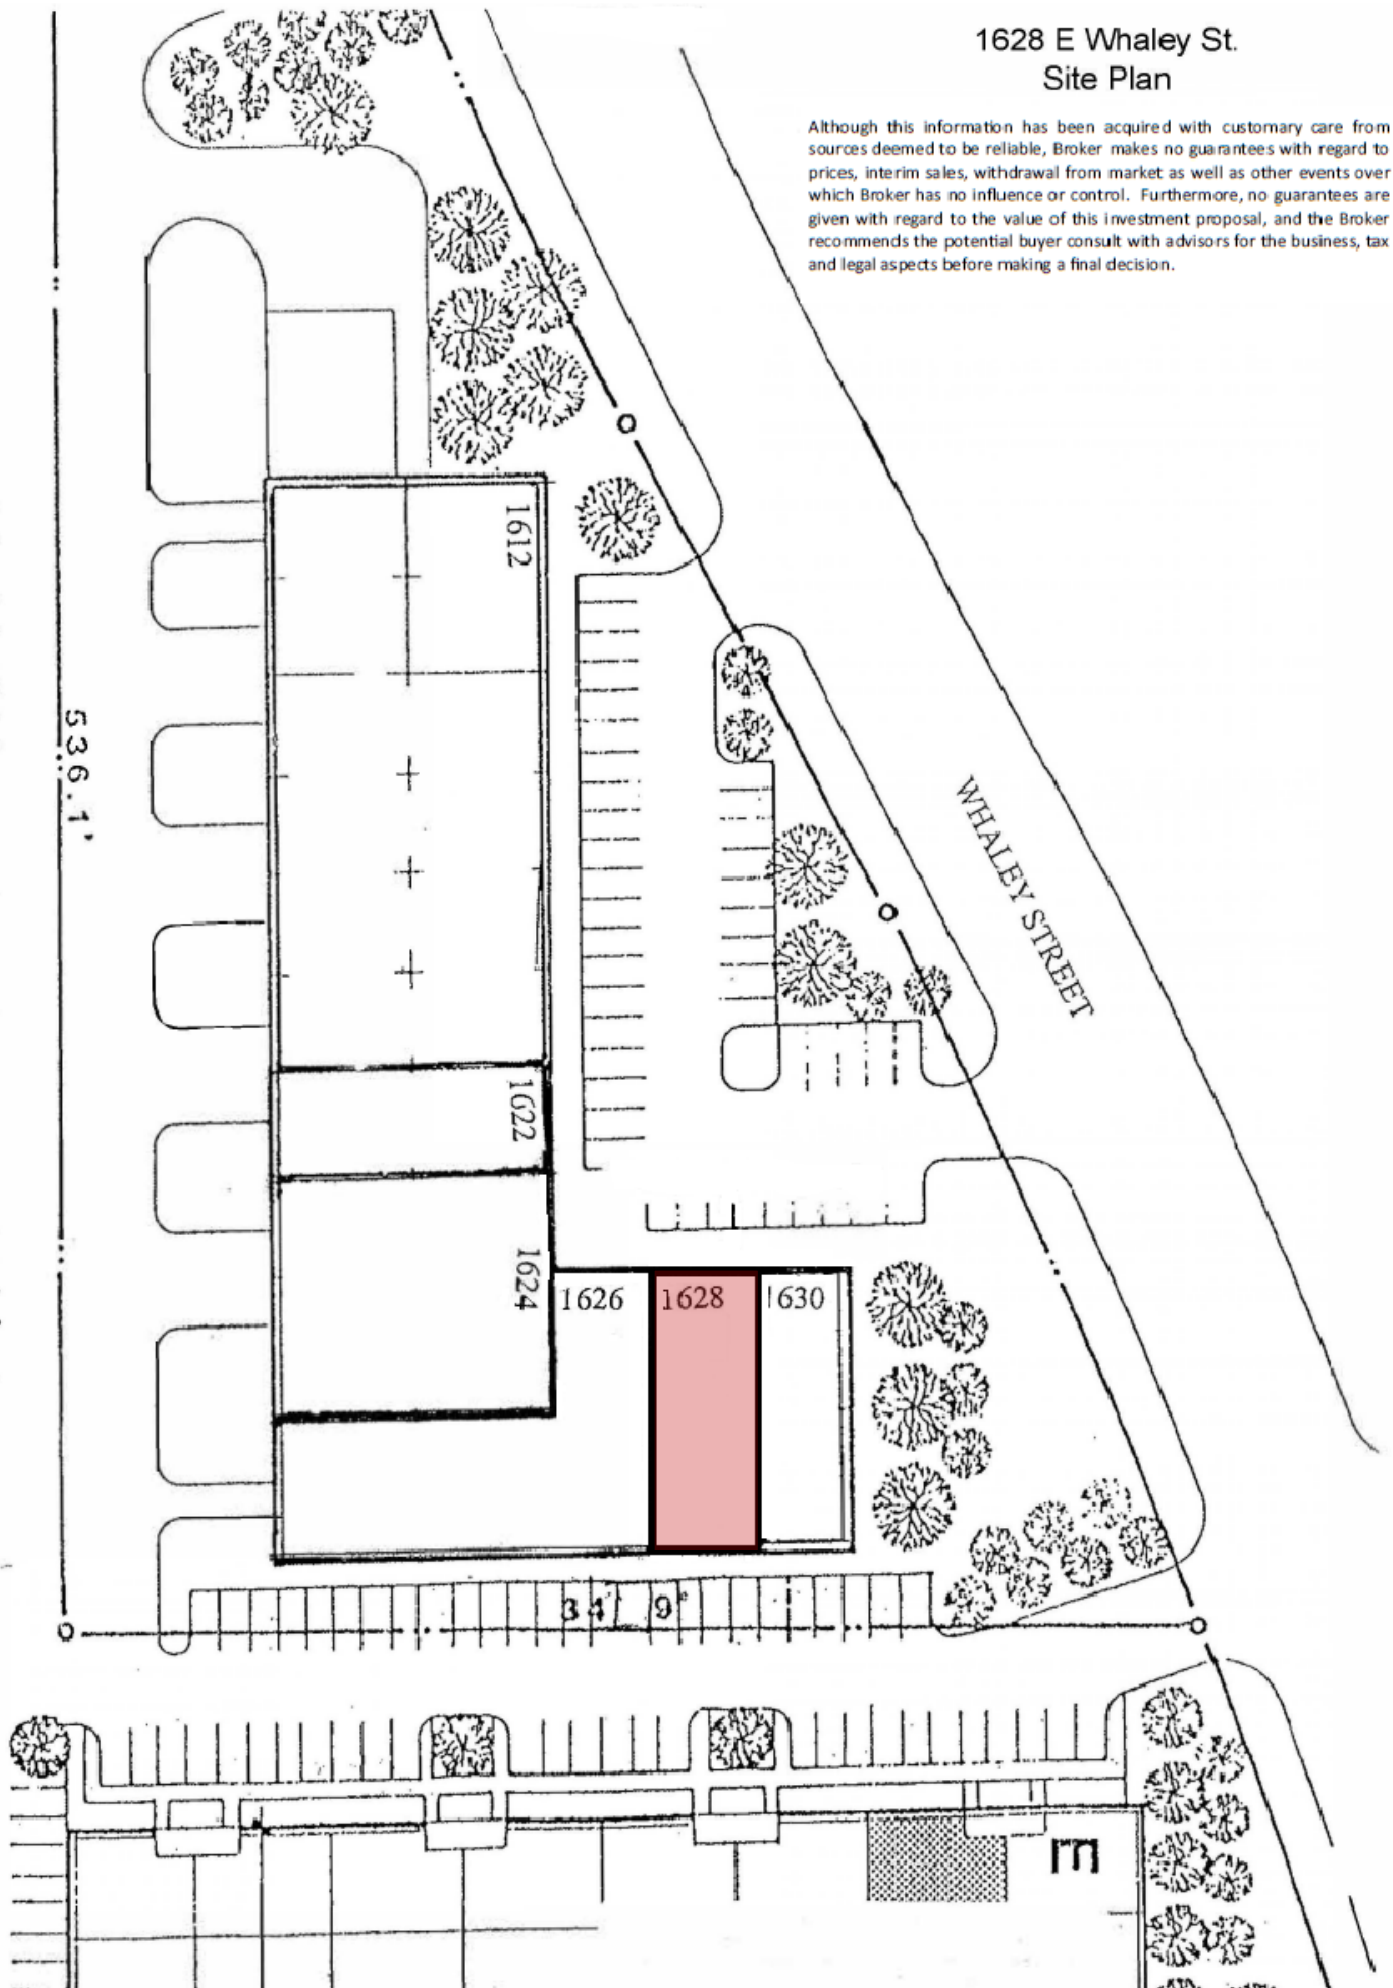 1628 E Whaley St.
Site Plan
Although this information has been acquired with customary care from
sources deemed to be reliable, Broker makes no guarantees with regard to
prices, interim sales, withdrawal from market as well as other events over
which Broker has no influence or control. Furthermore, no guarantees are
given with regard to the value of this investment proposal, and the Broker
recommends the potential buyer consult with advisors for the business, tax
and legal aspects before making a final decision.
1612
536.1'
WHALEY STREET
1622
1624
1626
1628
1630
34 9'
E